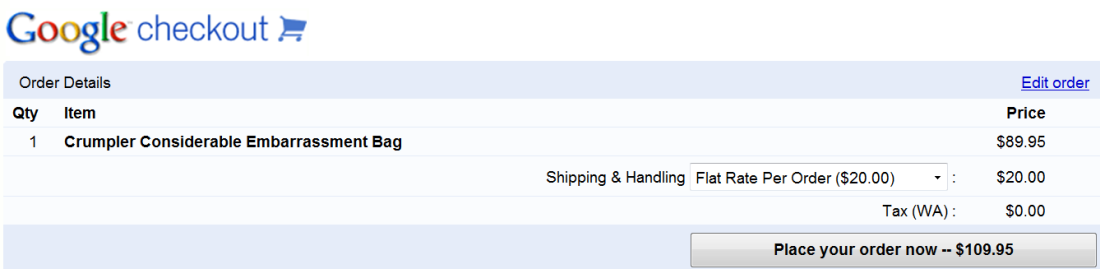 Google checkout
Order Details Edit order
Qty Item Price
1 Crumpler Considerable Embarrassment Bag $89.95
Shipping & Handling Flat Rate Per Order ($20.00) : $20.00
Tax (WA) : $0.00
Place your order now -- $109.95